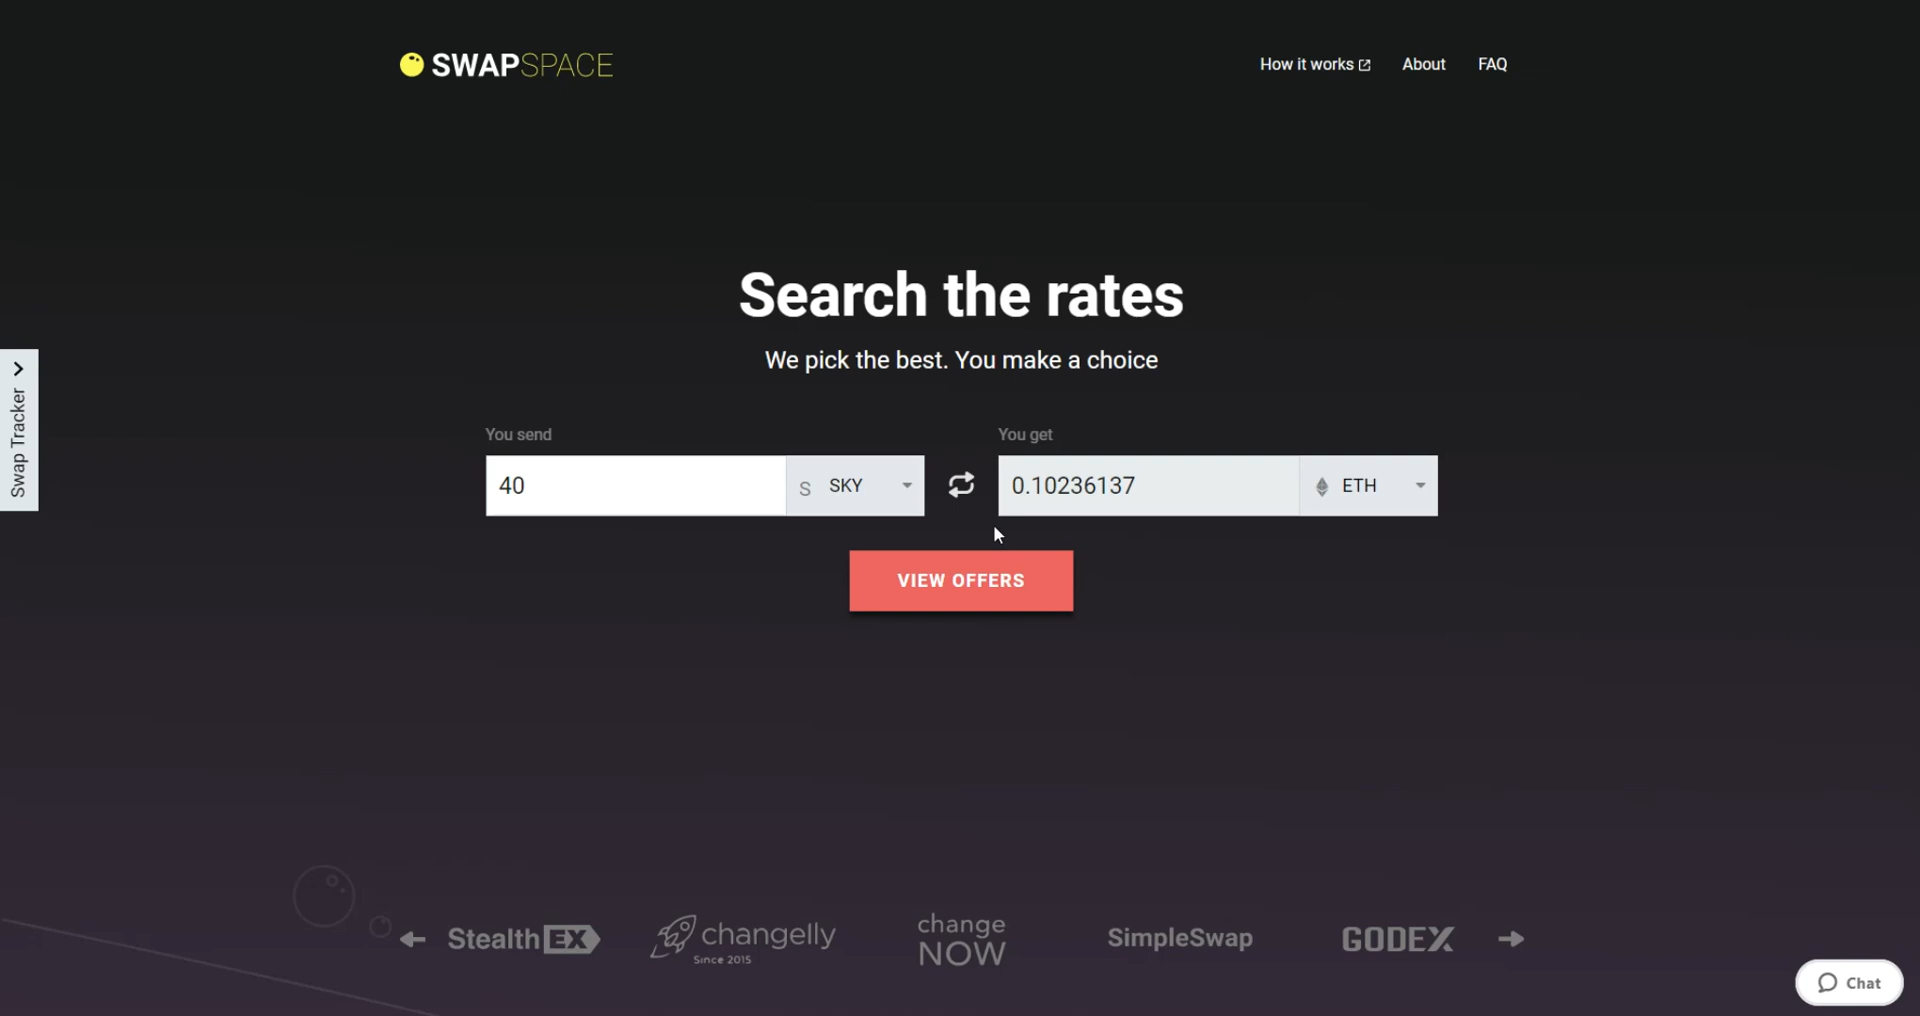 SWAPSPACE
How it works
About
FAQ
Search the rates
We pick the best. You make a choice
Swap Tracker
You send
You get
40
S SKY
0.10236137
ETH
VIEW OFFERS
StealthEX
changelly
Since 2015
change
NOW
SimpleSwap
GODEX
Chat